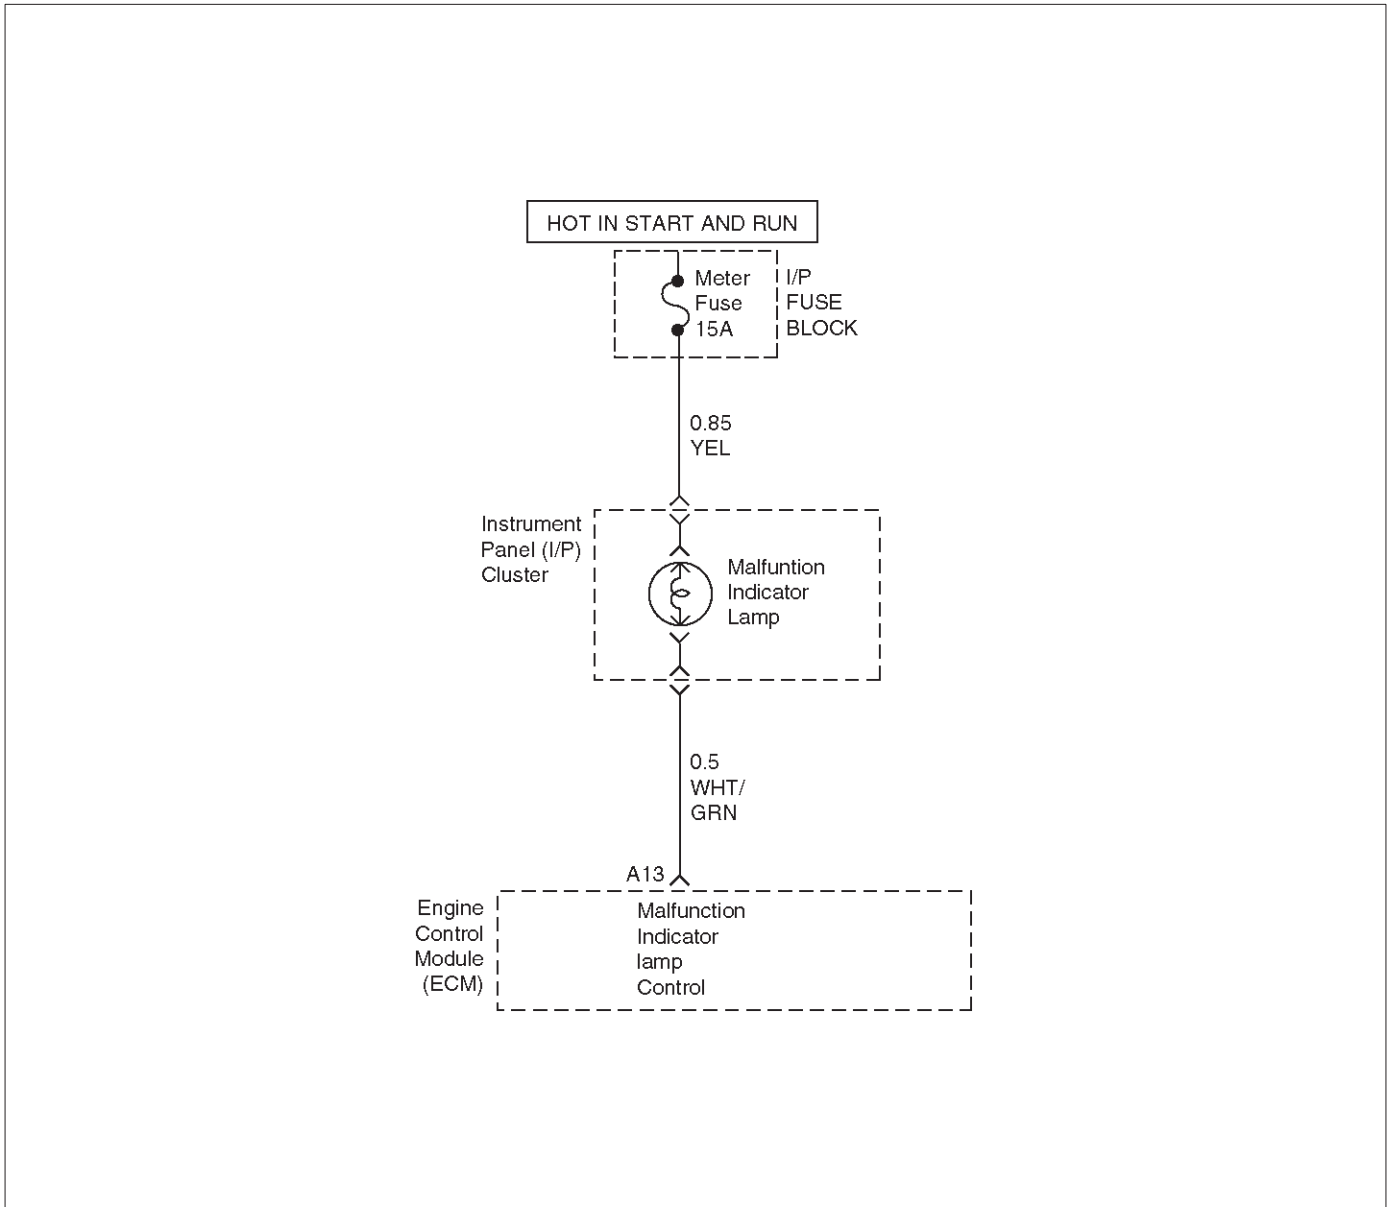 HOT IN START AND RUN
Meter
Fuse
15A
I/P
FUSE
BLOCK
0.85
YEL
Instrument
Panel (I/P)
Cluster
Malfuntion
Indicator
Lamp
0.5
WHT/
GRN
A13
Engine
Control
Module
(ECM)
Malfunction
Indicator
lamp
Control